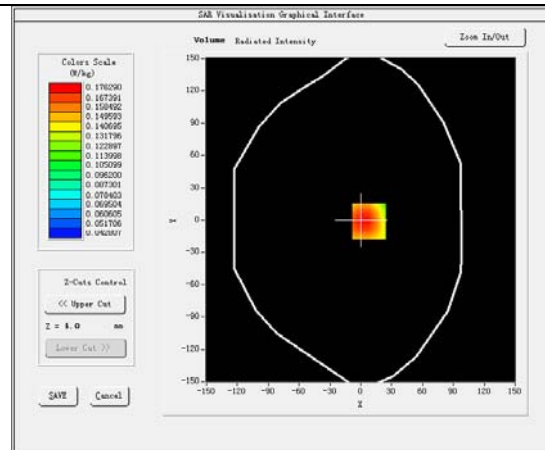 SAR Visualisation Graphical Interface
Volume Radiated Intensity
Zoom In/Out
Colors Scale
(W/kg)
0.176290
0.167391
0.158492
0.149593
0.140695
0.131796
0.122897
0.113998
0.105099
0.096200
0.087301
0.078403
0.069504
0.060605
0.051706
0.042807
150
120
90
60
30
0
-30
-60
-90
-120
-150
Y
-150 -120 -90 -60 -30 0 30 60 90 120 150
X
Z-Cuts Control
<< Upper Cut
Z = 4.0 mm
Lower Cut >>
SAVE Cancel